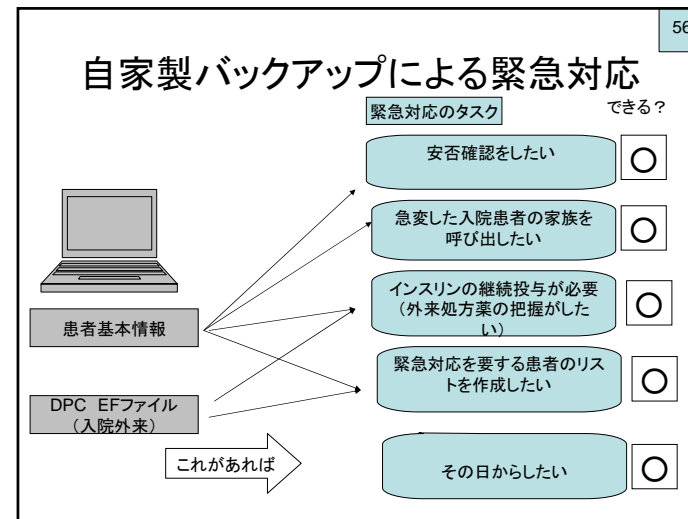 56
自家製バックアップによる緊急対応
緊急対応のタスク
できる？
安否確認をしたい
〇
急変した入院患者の家族を
呼び出したい
〇
インスリンの継続投与が必要
（外来処方薬の把握がした
い）
〇
患者基本情報
緊急対応を要する患者のリス
トを作成したい
〇
DPC EFファイル
（入院外来）
これがあれば
その日からしたい
〇